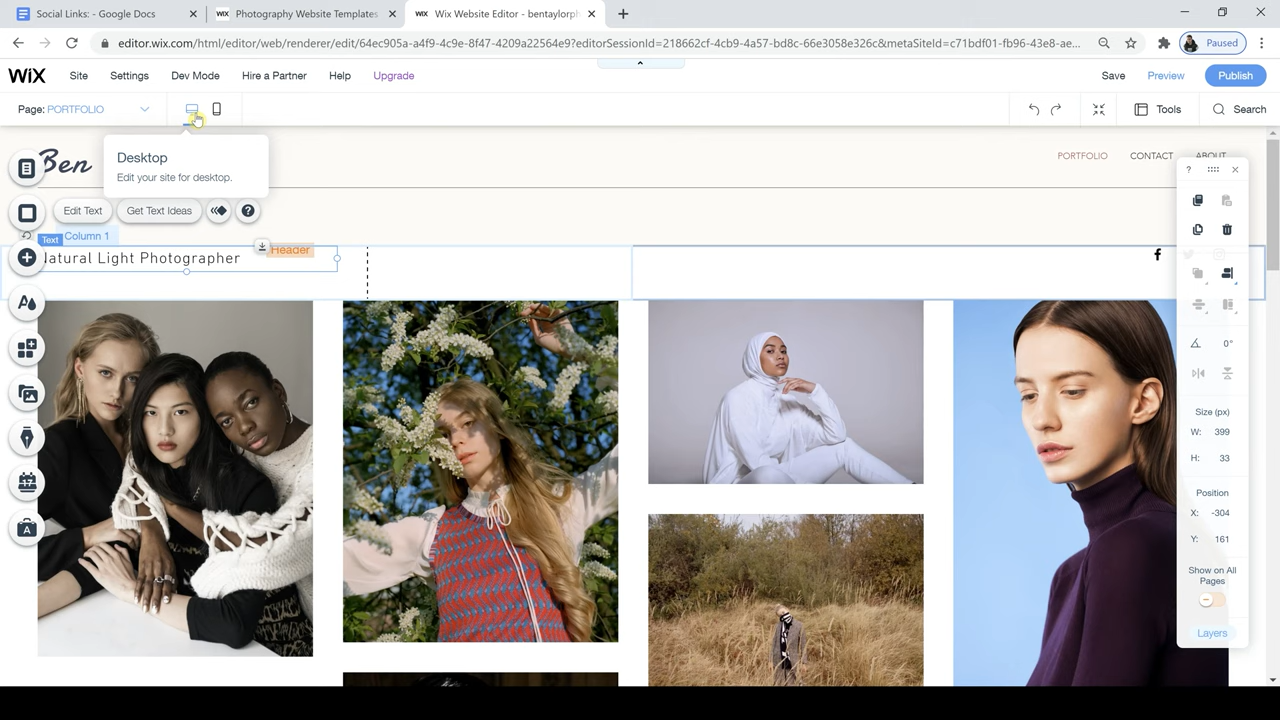 Social Links: - Google Docs
Photography Website Templates
Wix Website Editor - bentaylorph
editor.wix.com/html/editor/web/renderer/edit/64ec905a-a4f9-4c9e-8f47-4209a22564e9?editorSessionId=218662cf-4cb9-4a57-bd8c-66e3058e326c&metaSiteId=c71bdf01-fb96-43e8-ae...
Paused
WiX Site Settings Dev Mode Hire a Partner Help Upgrade Save Preview Publish
Page: PORTFOLIO Tools Search
Ben
Desktop
Edit your site for desktop.
PORTFOLIO CONTACT ABOUT
Edit Text Get Text Ideas
Text Column 1
Header
Natural Light Photographer
0°
Size (px)
W: 399
H: 33
Position
X: -304
Y: 161
Show on All
Pages
Layers
17